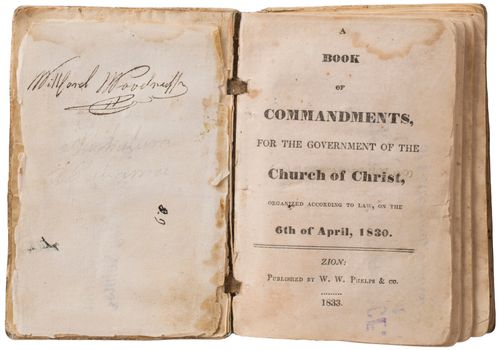 Wilford Woodruff
A
BOOK
OF
COMMANDMENTS,
FOR THE GOVERNMENT OF THE
Church of Christ,
ORGANIZED ACCORDING TO LAW, ON THE
6th of April, 1830.
ZION:
PUBLISHED BY W. W. PHELPS & CO.
1833.